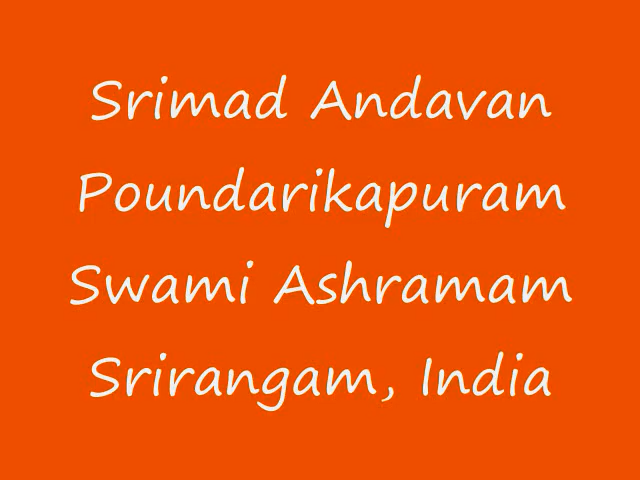 Srimad Andavan
Poundarikapuram
Swami Ashramam
Srirangam, India